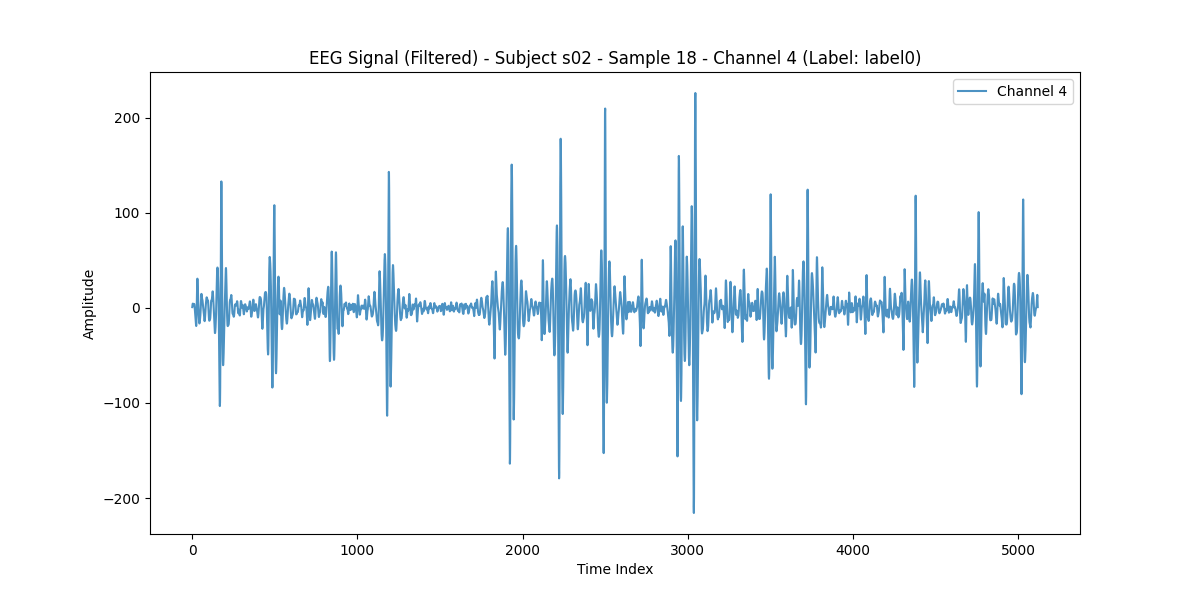 EEG Signal (Filtered) - Subject s02 - Sample 18 - Channel 4 (Label: label0)
Channel 4
200
100
0
−100
−200
Amplitude
0 1000 2000 3000 4000 5000
Time Index